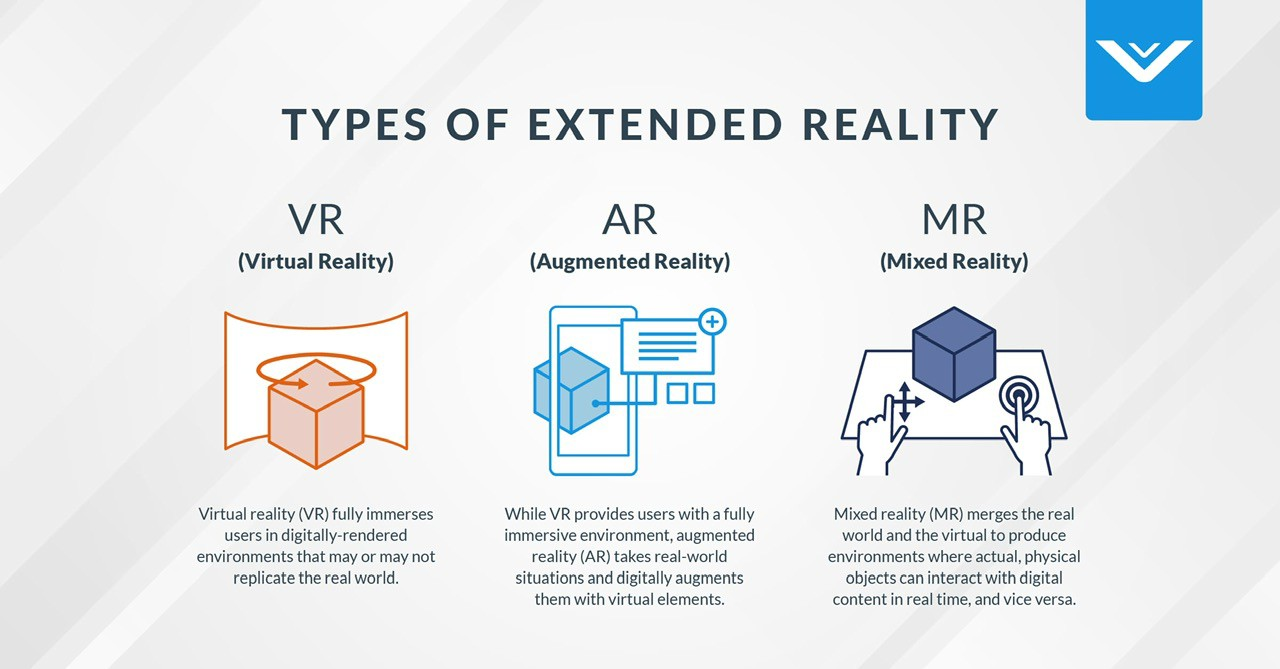 TYPES OF EXTENDED REALITY
VR
(Virtual Reality)
Virtual reality (VR) fully immerses
users in digitally-rendered
environments that may or may not
replicate the real world.
AR
(Augmented Reality)
While VR provides users with a fully
immersive environment, augmented
reality (AR) takes real-world
situations and digitally augments
them with virtual elements.
MR
(Mixed Reality)
Mixed reality (MR) merges the real
world and the virtual to produce
environments where actual, physical
objects can interact with digital
content in real time, and vice versa.